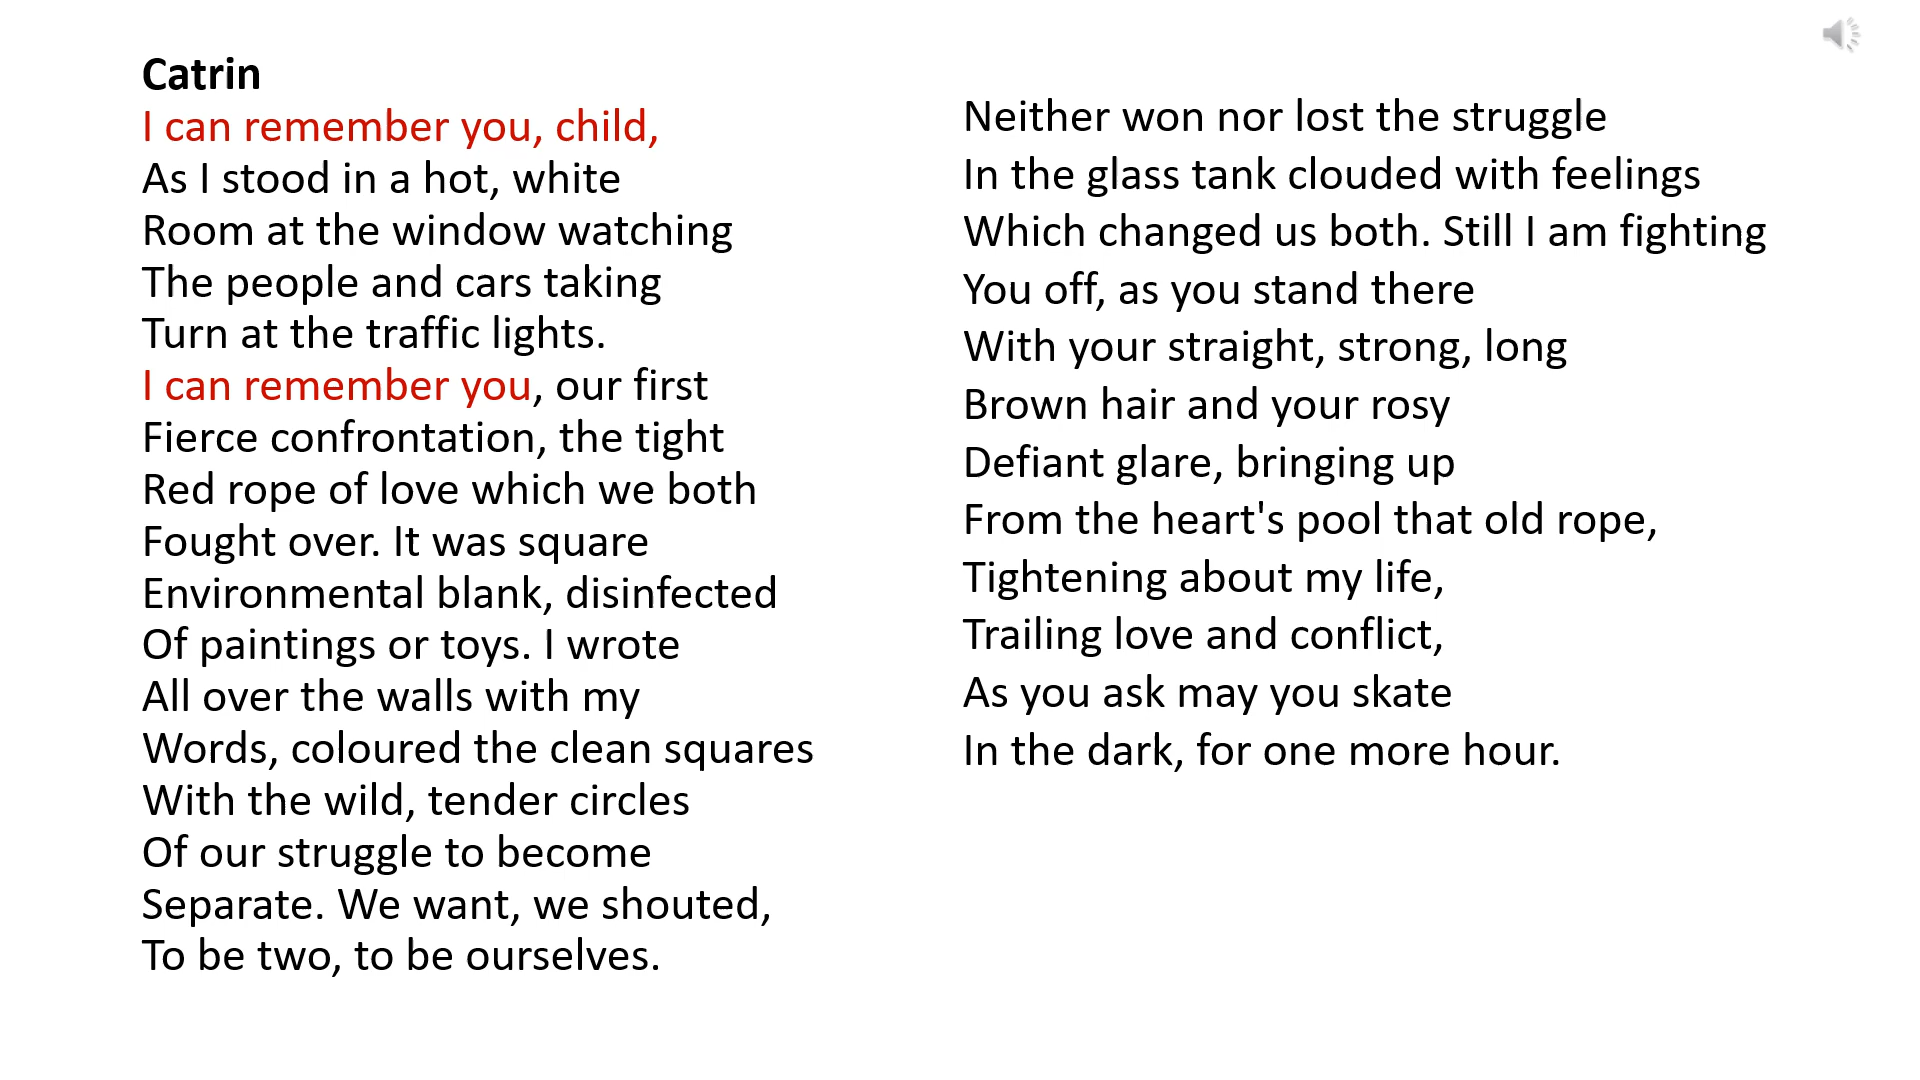 Catrin
I can remember you, child,
As I stood in a hot, white
Room at the window watching
The people and cars taking
Turn at the traffic lights.
I can remember you, our first
Fierce confrontation, the tight
Red rope of love which we both
Fought over. It was square
Environmental blank, disinfected
Of paintings or toys. I wrote
All over the walls with my
Words, coloured the clean squares
With the wild, tender circles
Of our struggle to become
Separate. We want, we shouted,
To be two, to be ourselves.
Neither won nor lost the struggle
In the glass tank clouded with feelings
Which changed us both. Still I am fighting
You off, as you stand there
With your straight, strong, long
Brown hair and your rosy
Defiant glare, bringing up
From the heart's pool that old rope,
Tightening about my life,
Trailing love and conflict,
As you ask may you skate
In the dark, for one more hour.